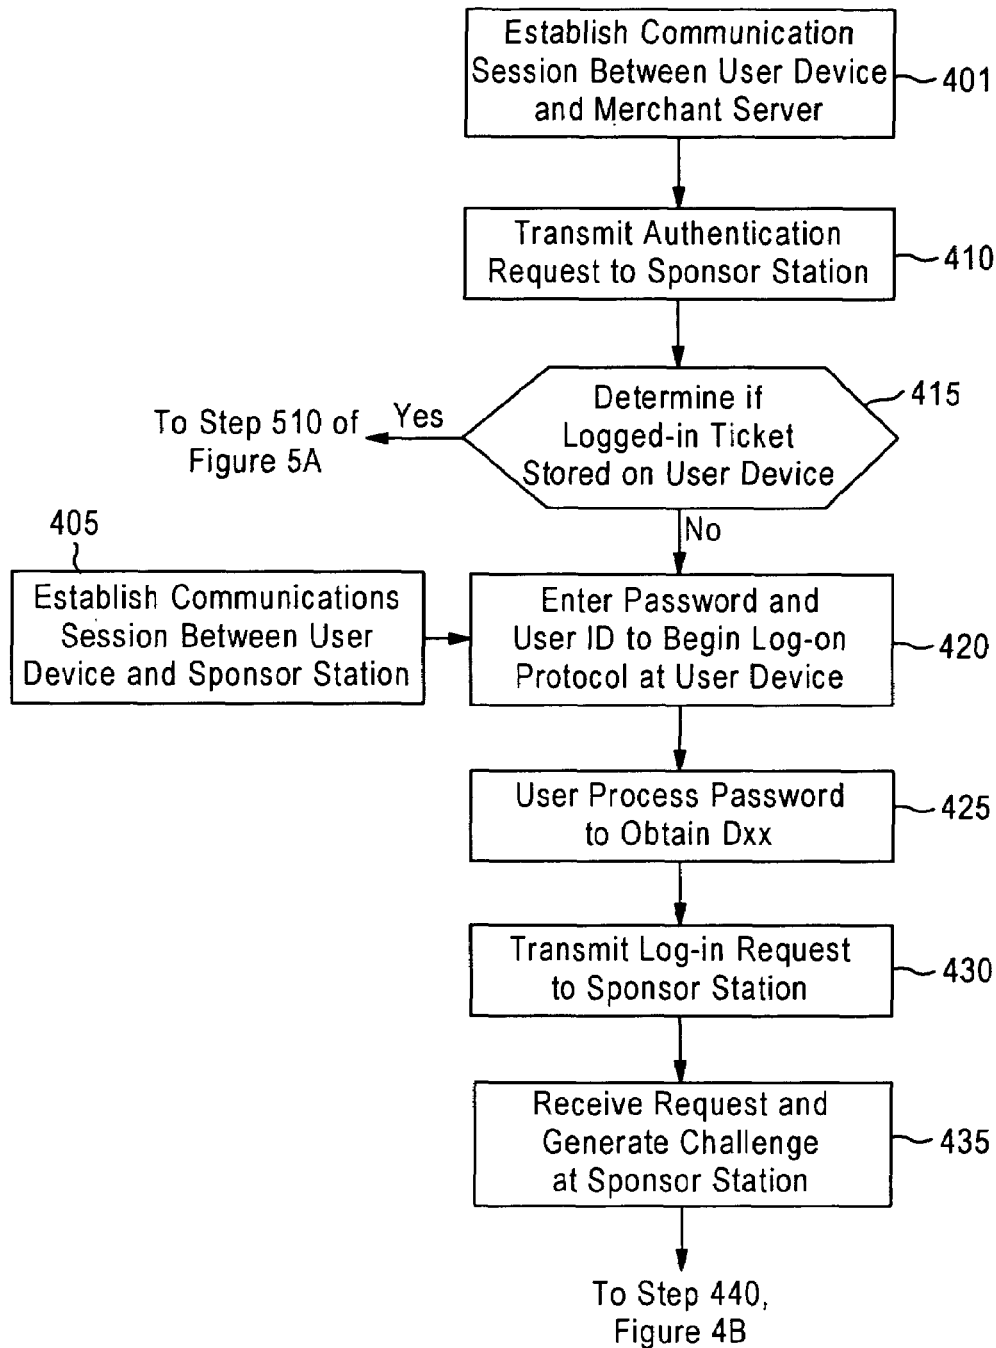 Establish Communication
Session Between User Device
and Merchant Server
401
Transmit Authentication
Request to Sponsor Station
410
Determine if
Logged-in Ticket
Stored on User Device
415
Yes
To Step 510 of
Figure 5A
No
405
Establish Communications
Session Between User
Device and Sponsor Station
Enter Password and
User ID to Begin Log-on
Protocol at User Device
420
User Process Password
to Obtain Dxx
425
Transmit Log-in Request
to Sponsor Station
430
Receive Request and
Generate Challenge
at Sponsor Station
435
To Step 440,
Figure 4B